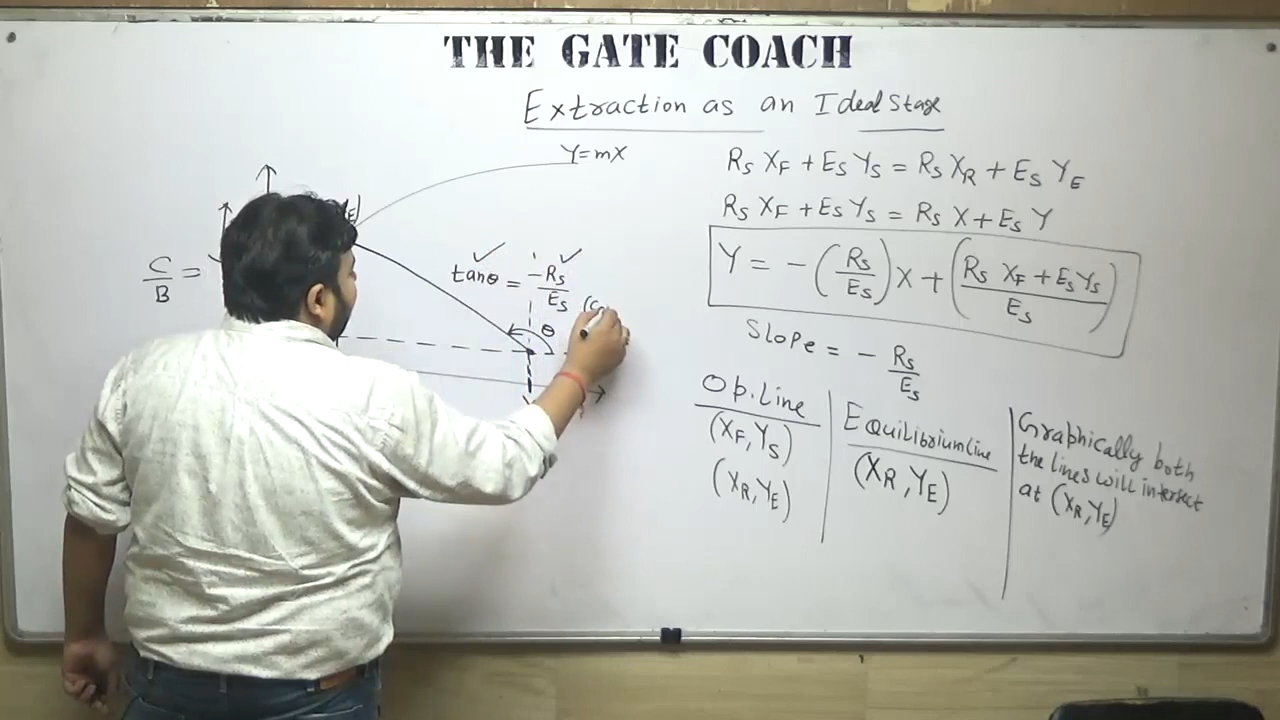 THE GATE COACH
Extraction as an Ideal Stage
Y=mX
C/B =
tanθ = -Rs/Es
θ
Rs XF + Es Ys = Rs XR + Es YE
Rs XF + Es Ys = Rs X + Es Y
Y = -(Rs/Es)X + (Rs XF + Es Ys/Es)
Slope = - Rs/Es
Op. Line
(XF, Ys)
(XR, YE)
Equilibrium line
(XR, YE)
Graphically both
the lines will intersect
at (XR, YE)